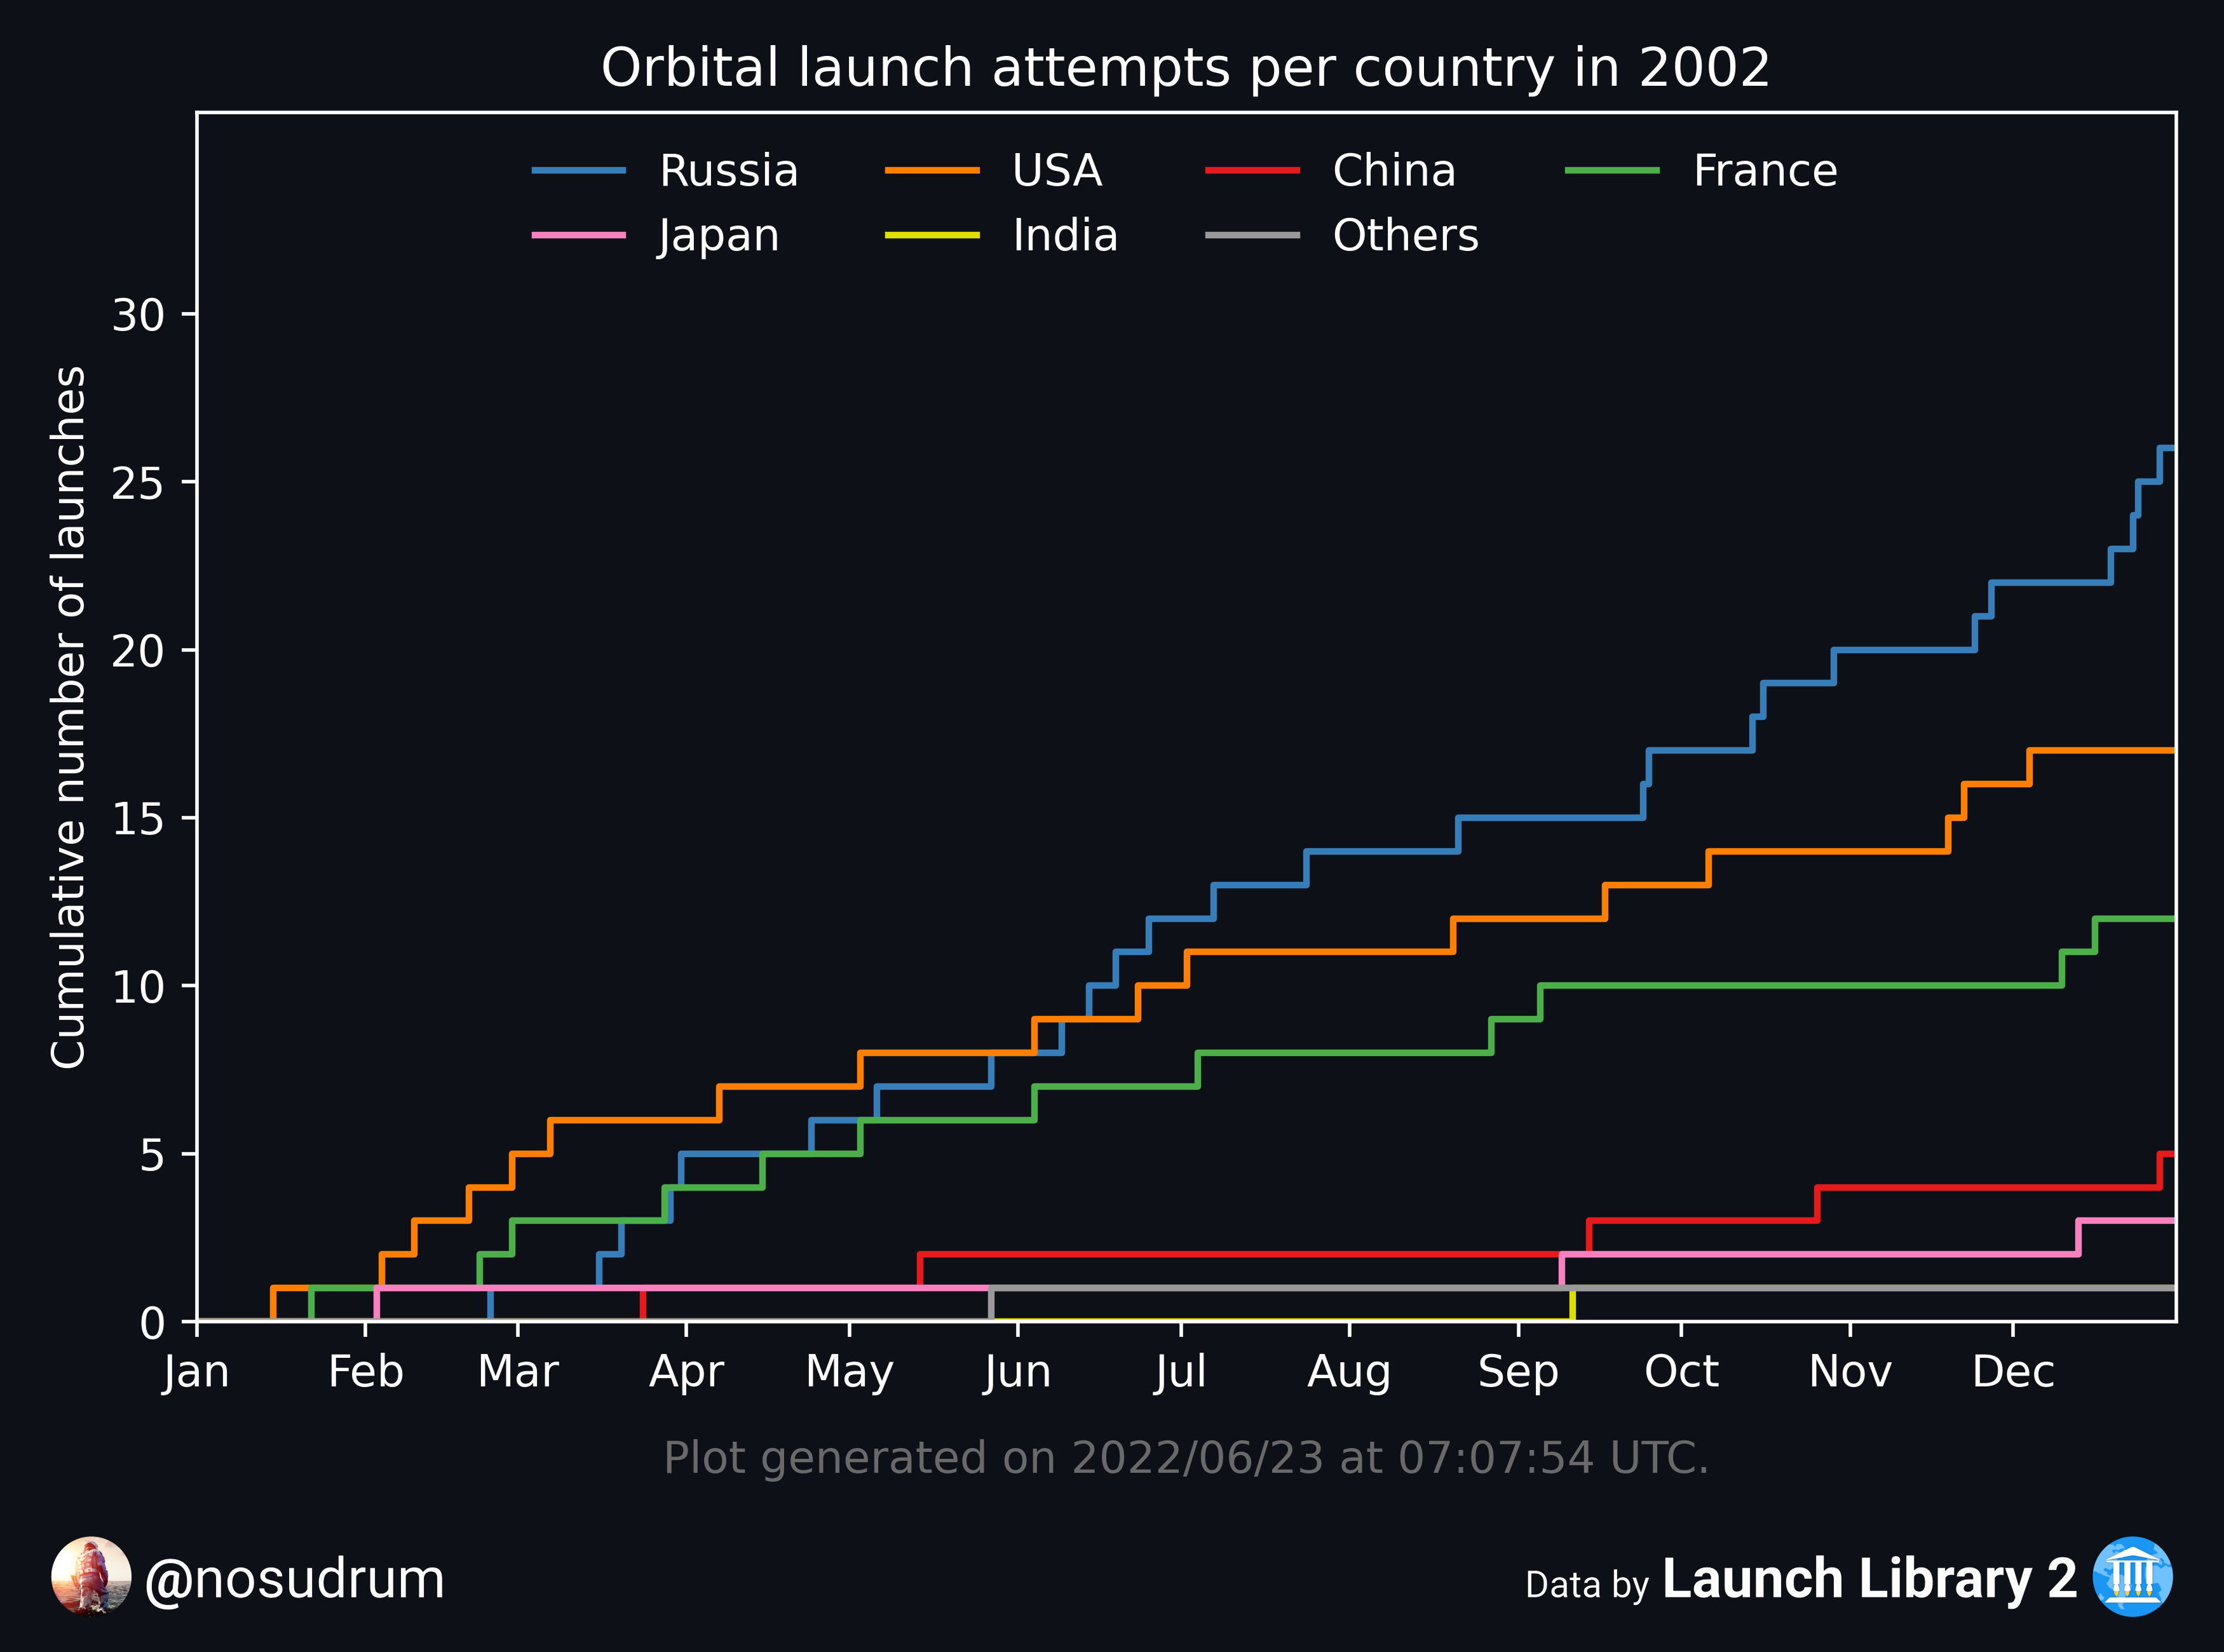 Orbital launch attempts per country in 2002
Russia USA China France
Japan India Others
30
25
20
15
10
5
0
Cumulative number of launches
Jan Feb Mar Apr May Jun Jul Aug Sep Oct Nov Dec
Plot generated on 2022/06/23 at 07:07:54 UTC.
@nosudrum
Data by Launch Library 2